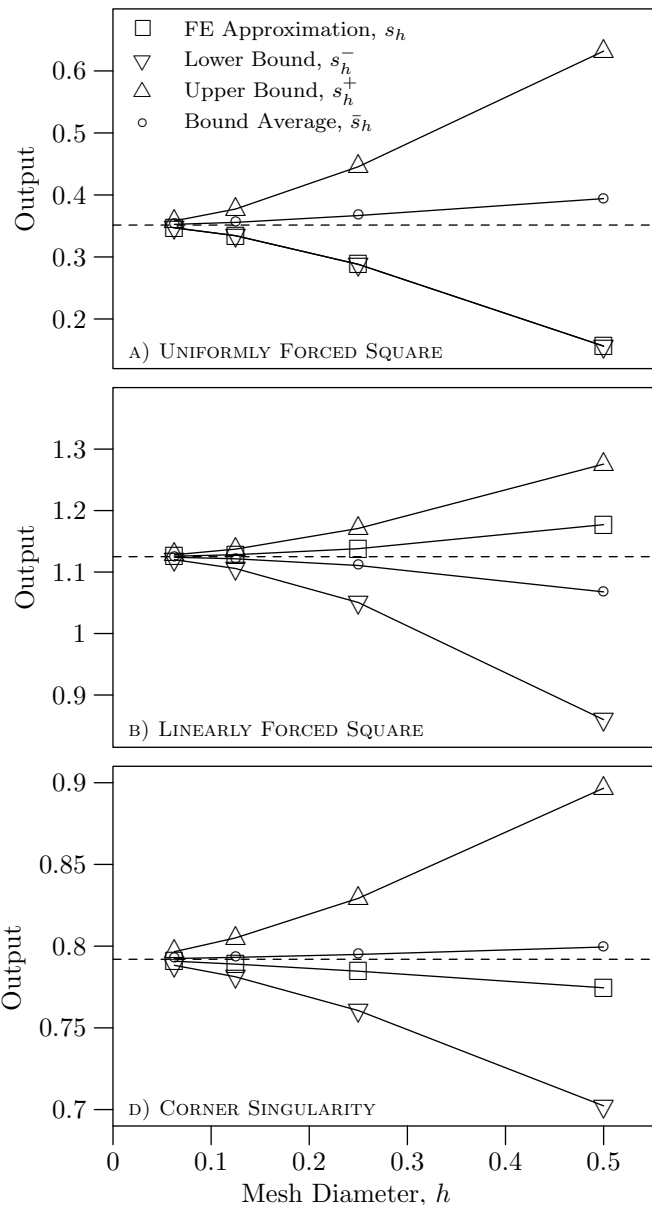 FE Approximation, s_h
Lower Bound, s_h^−
Upper Bound, s_h^+
Bound Average, s̄_h
0.6
0.5
0.4
0.3
0.2
Output
A) UNIFORMLY FORCED SQUARE
1.3
1.2
1.1
1
0.9
Output
B) LINEARLY FORCED SQUARE
0.9
0.85
0.8
0.75
0.7
Output
D) CORNER SINGULARITY
0 0.1 0.2 0.3 0.4 0.5
Mesh Diameter, h